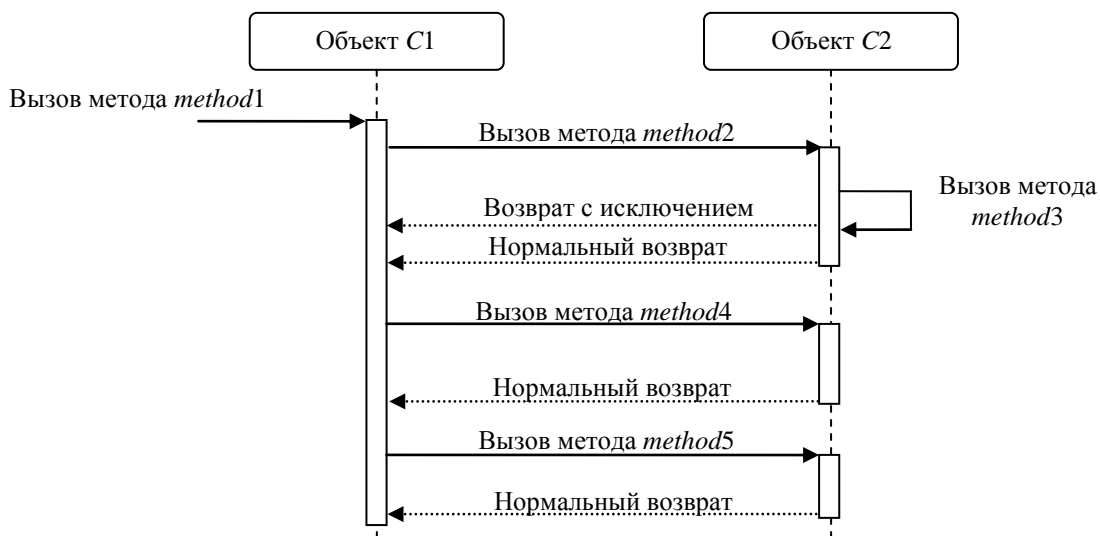 Объект C1
Объект C2
Вызов метода method1
Вызов метода method2
Вызов метода
method3
Возврат с исключением
Нормальный возврат
Вызов метода method4
Нормальный возврат
Вызов метода method5
Нормальный возврат